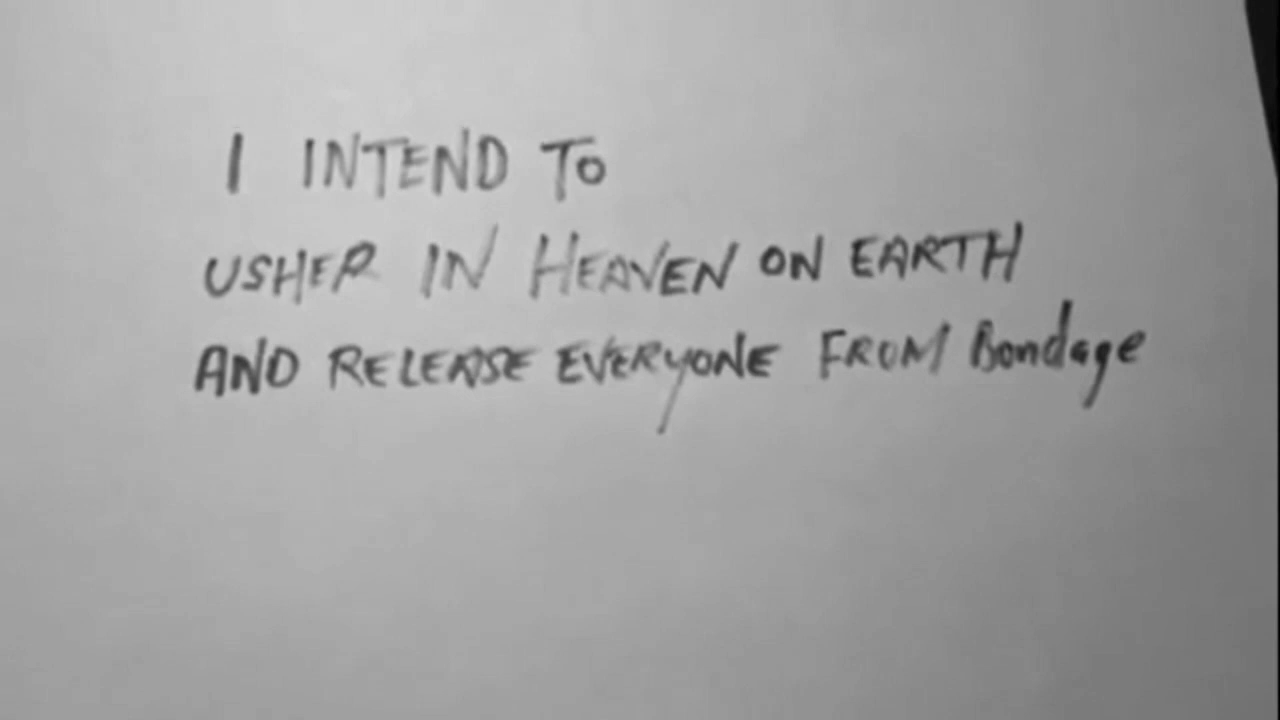 I INTEND TO
USHER IN HEAVEN ON EARTH
AND RELEASE EVERYONE FROM Bondage